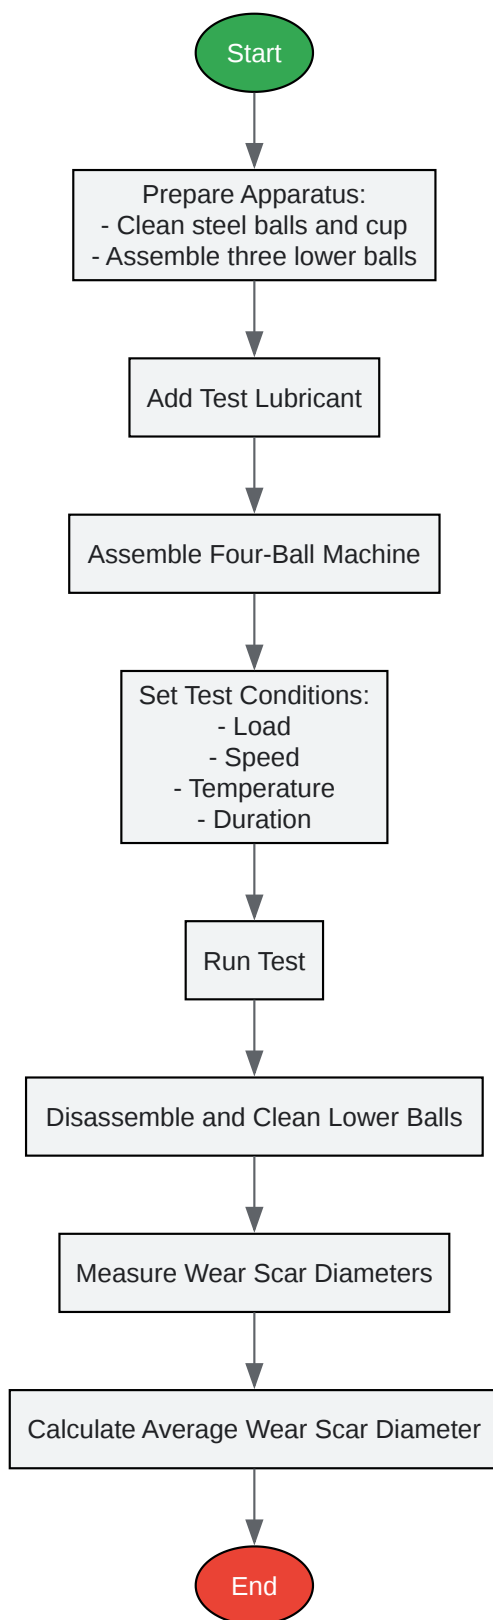 Start
Prepare Apparatus:
- Clean steel balls and cup
- Assemble three lower balls
Add Test Lubricant
Assemble Four-Ball Machine
Set Test Conditions:
- Load
- Speed
- Temperature
- Duration
Run Test
Disassemble and Clean Lower Balls
Measure Wear Scar Diameters
Calculate Average Wear Scar Diameter
End